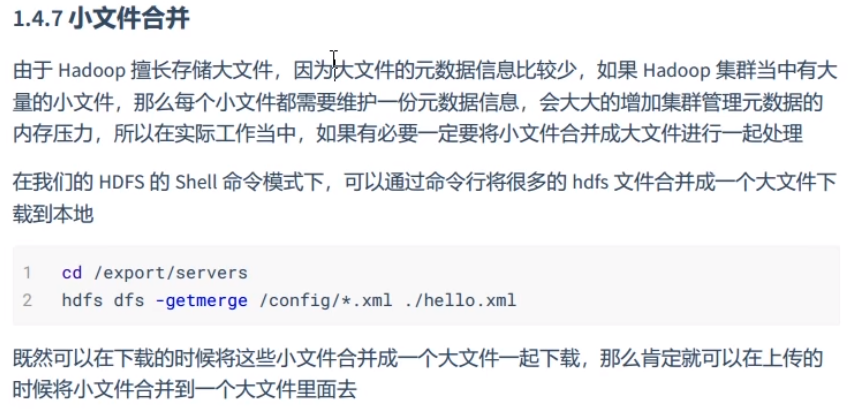 1.4.7 小文件合并
由于 Hadoop 擅长存储大文件，因为大文件的元数据信息比较少，如果 Hadoop 集群当中有大
量的小文件，那么每个小文件都需要维护一份元数据信息，会大大的增加集群管理元数据的
内存压力，所以在实际工作当中，如果有必要一定要将小文件合并成大文件进行一起处理
在我们的 HDFS 的 Shell 命令模式下，可以通过命令行将很多的 hdfs 文件合并成一个大文件下
载到本地
1 cd /export/servers
2 hdfs dfs -getmerge /config/*.xml ./hello.xml
既然可以在下载的时候将这些小文件合并成一个大文件一起下载，那么肯定就可以在上传的
时候将小文件合并到一个大文件里面去